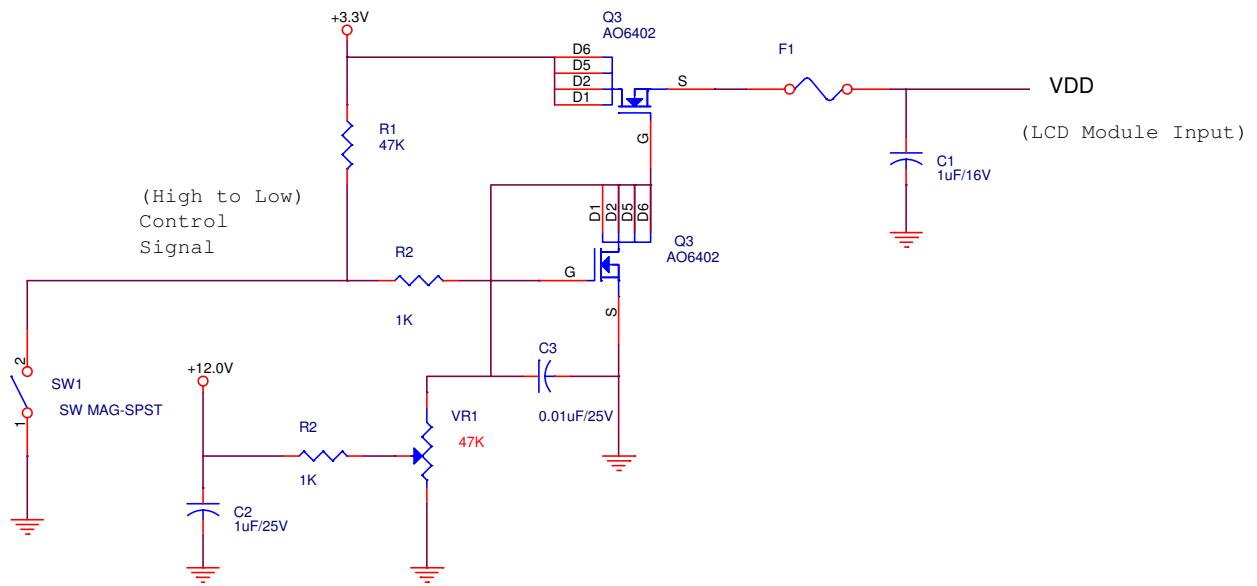 +3.3V
Q3
AO6402
D6
D5
D2
D1
S
G
F1
VDD
(LCD Module Input)
R1
47K
C1
1uF/16V
(High to Low)
Control
Signal
D1
D2
D5
D6
Q3
AO6402
R2
1K
G
S
2
1
SW1
SW MAG-SPST
+12.0V
C3
0.01uF/25V
VR1
47K
R2
1K
C2
1uF/25V